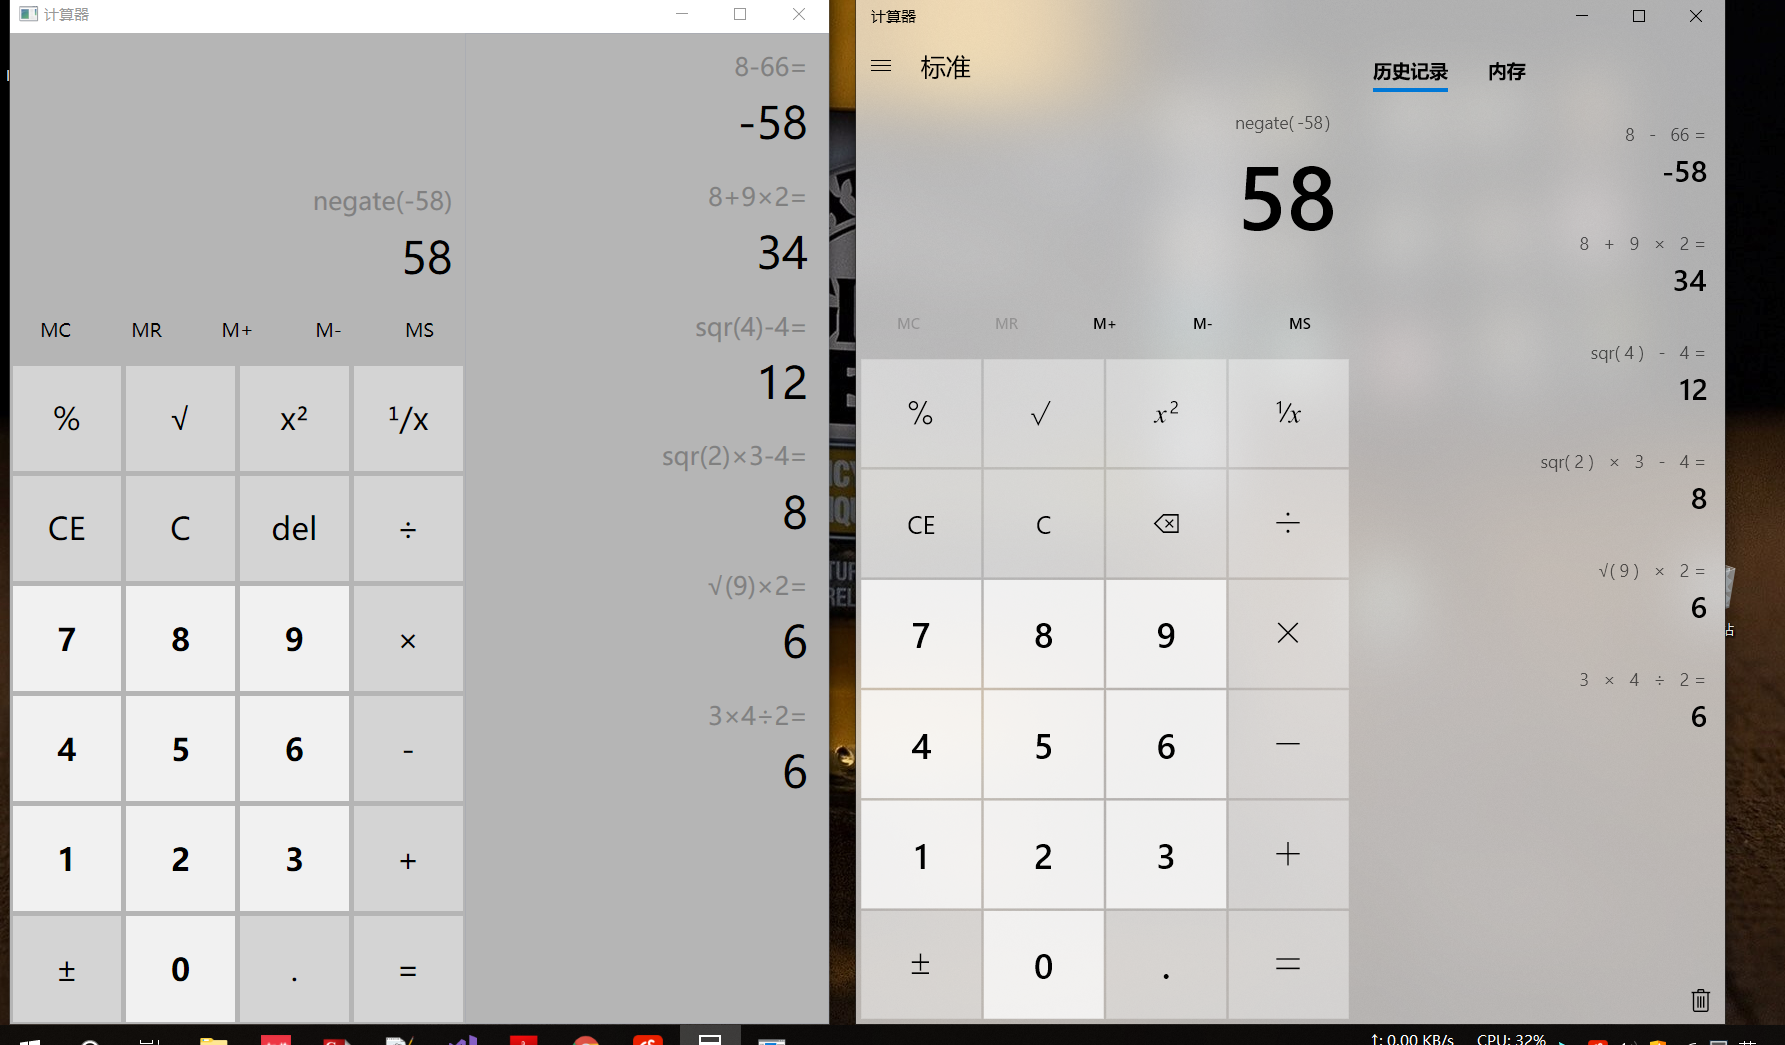 计算器
8-66=
-58
8+9×2=
34
sqr(4)-4=
12
sqr(2)×3-4=
8
√(9)×2=
6
3×4÷2=
6
negate(-58)
58
MC MR M+ M- MS
% √ x² ¹/x
CE C del ÷
7 8 9 ×
4 5 6 -
1 2 3 +
± 0 . =
计算器
标准
历史记录 内存
negate( -58 )
58
8 - 66 =
-58
8 + 9 × 2 =
34
sqr( 4 ) - 4 =
12
sqr( 2 ) × 3 - 4 =
8
√( 9 ) × 2 =
6
3 × 4 ÷ 2 =
6
MC MR M+ M- MS
% √ x² ¹/x
CE C ÷
7 8 9 ×
4 5 6 −
1 2 3 +
± 0 . =
↑: 0.00 KB/s CPU: 32%